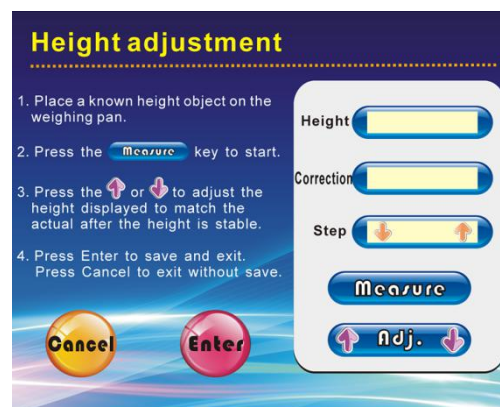 Height adjustment
1. Place a known height object on the
weighing pan.
2. Press the Measure key to start.
3. Press the or to adjust the
height displayed to match the
actual after the height is stable.
4. Press Enter to save and exit.
Press Cancel to exit without save.
Cancel
Enter
Height
Correction
Step
Measure
Adj.